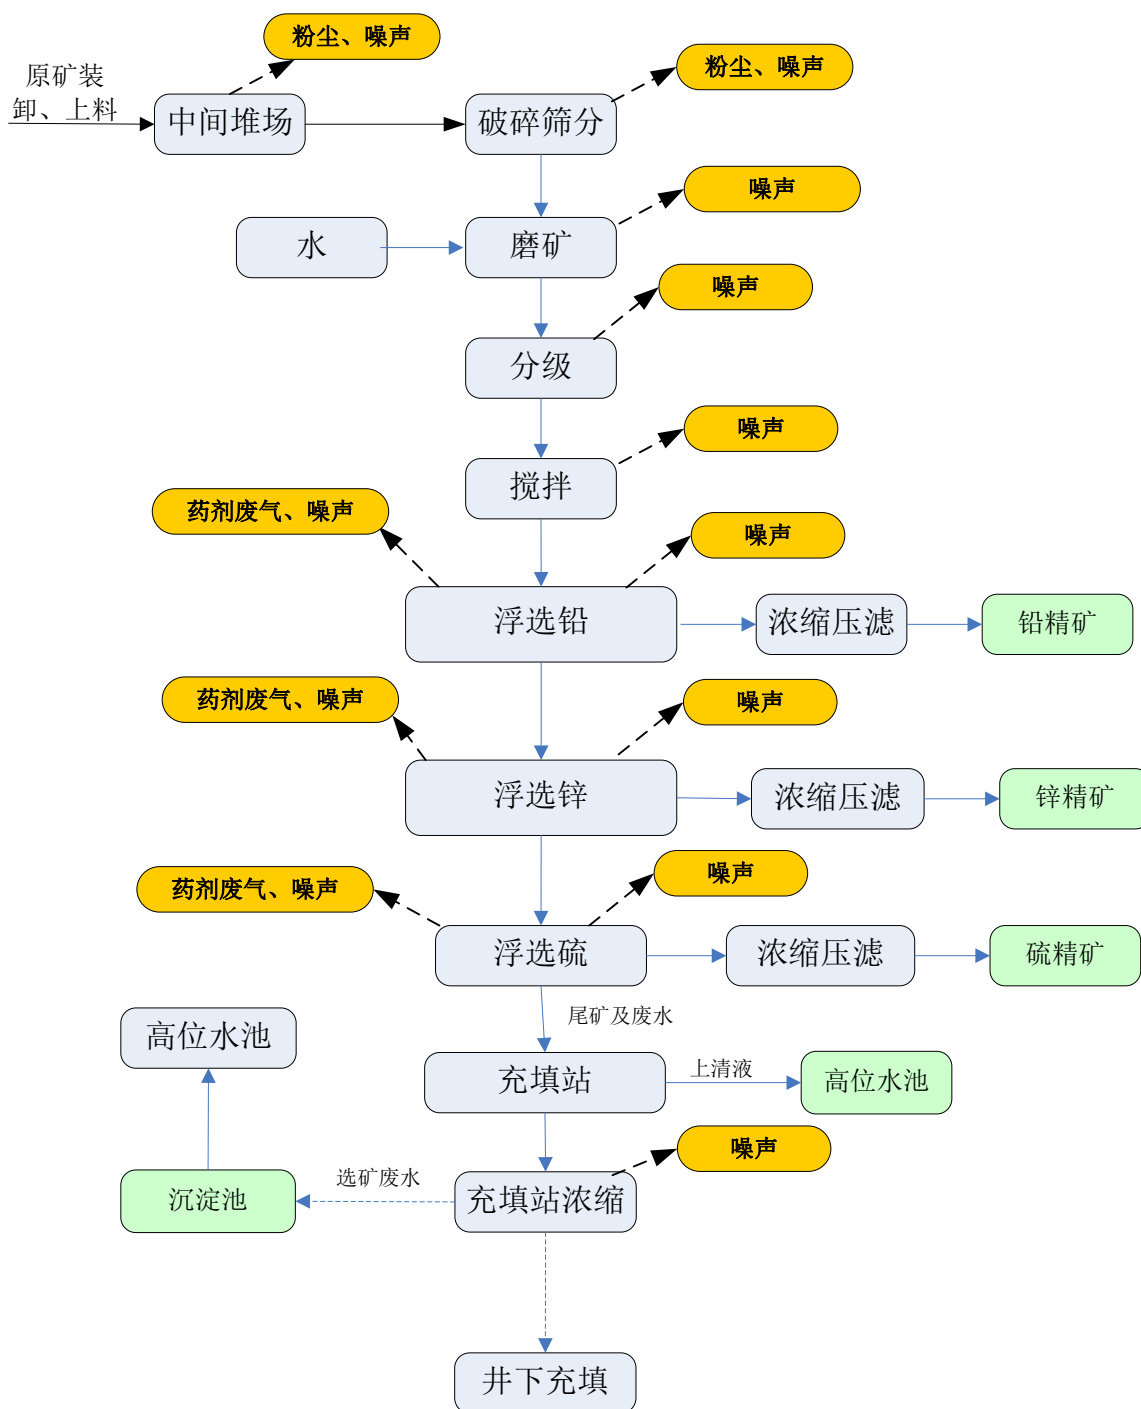 粉尘、噪声
粉尘、噪声
原矿装
卸、上料
中间堆场
破碎筛分
噪声
水
磨矿
噪声
分级
噪声
搅拌
药剂废气、噪声
噪声
浮选铅
浓缩压滤
铅精矿
药剂废气、噪声
噪声
浮选锌
浓缩压滤
锌精矿
药剂废气、噪声
噪声
浮选硫
浓缩压滤
硫精矿
尾矿及废水
高位水池
充填站
上清液
高位水池
噪声
选矿废水
沉淀池
充填站浓缩
井下充填